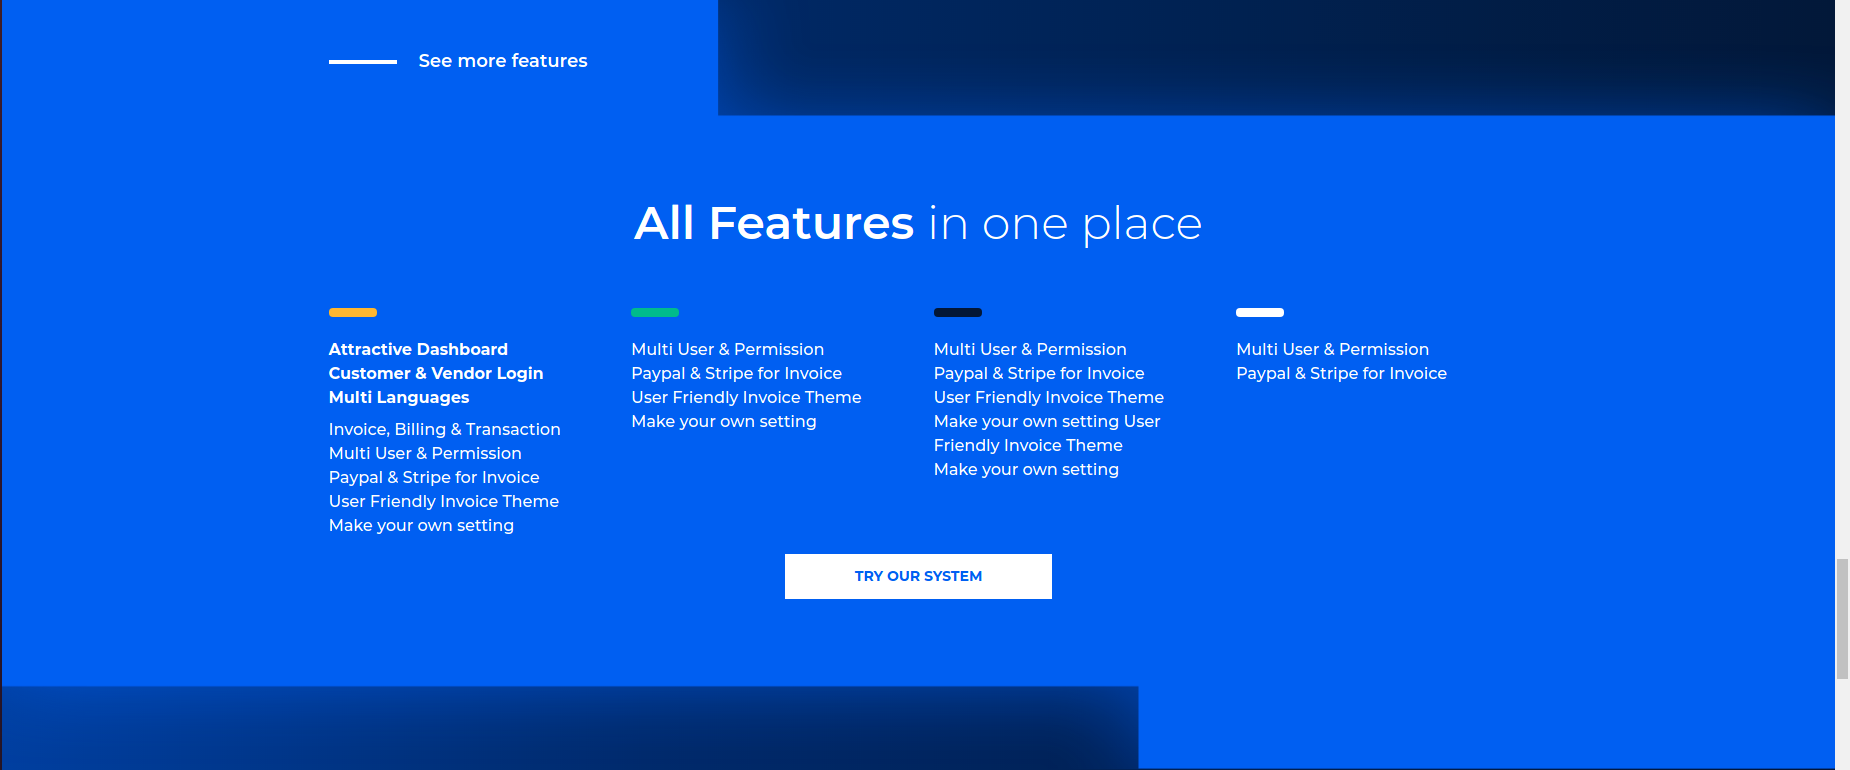 See more features
All Features in one place
Attractive Dashboard
Customer & Vendor Login
Multi Languages
Invoice, Billing & Transaction
Multi User & Permission
Paypal & Stripe for Invoice
User Friendly Invoice Theme
Make your own setting
Multi User & Permission
Paypal & Stripe for Invoice
User Friendly Invoice Theme
Make your own setting
Multi User & Permission
Paypal & Stripe for Invoice
User Friendly Invoice Theme
Make your own setting User
Friendly Invoice Theme
Make your own setting
Multi User & Permission
Paypal & Stripe for Invoice
TRY OUR SYSTEM